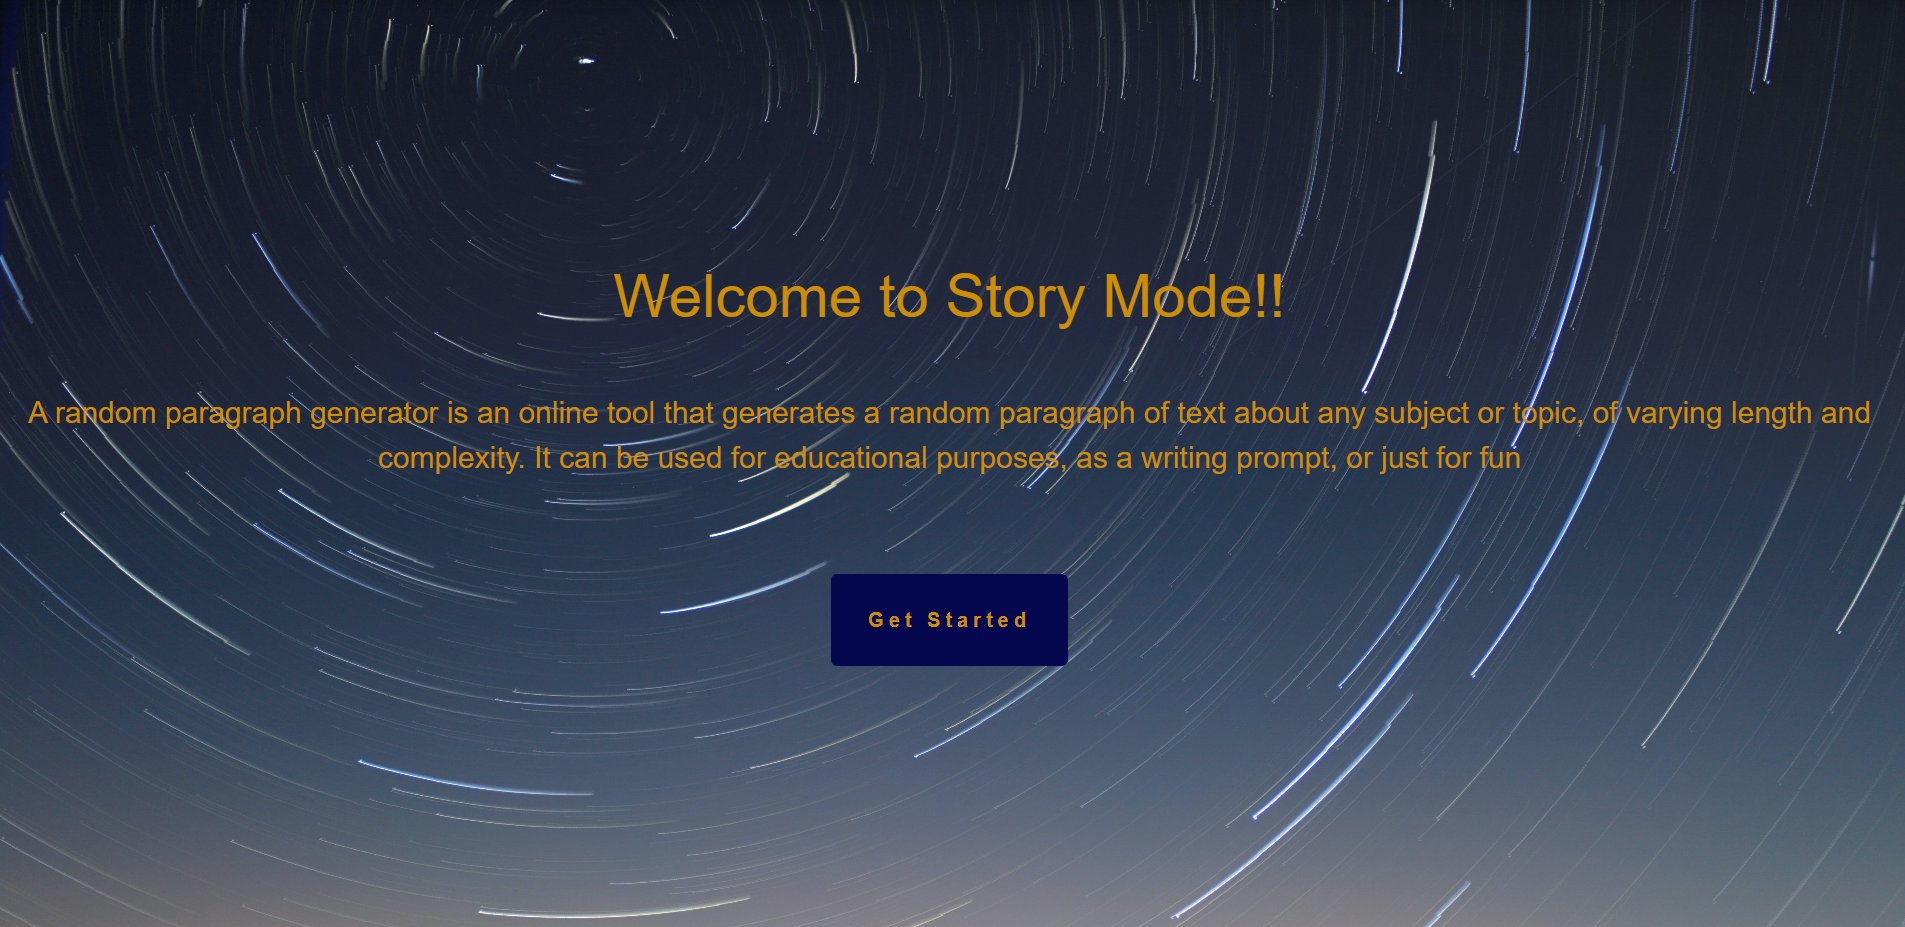 Welcome to Story Mode!!
A random paragraph generator is an online tool that generates a random paragraph of text about any subject or topic, of varying length and
complexity. It can be used for educational purposes, as a writing prompt, or just for fun
Get Started